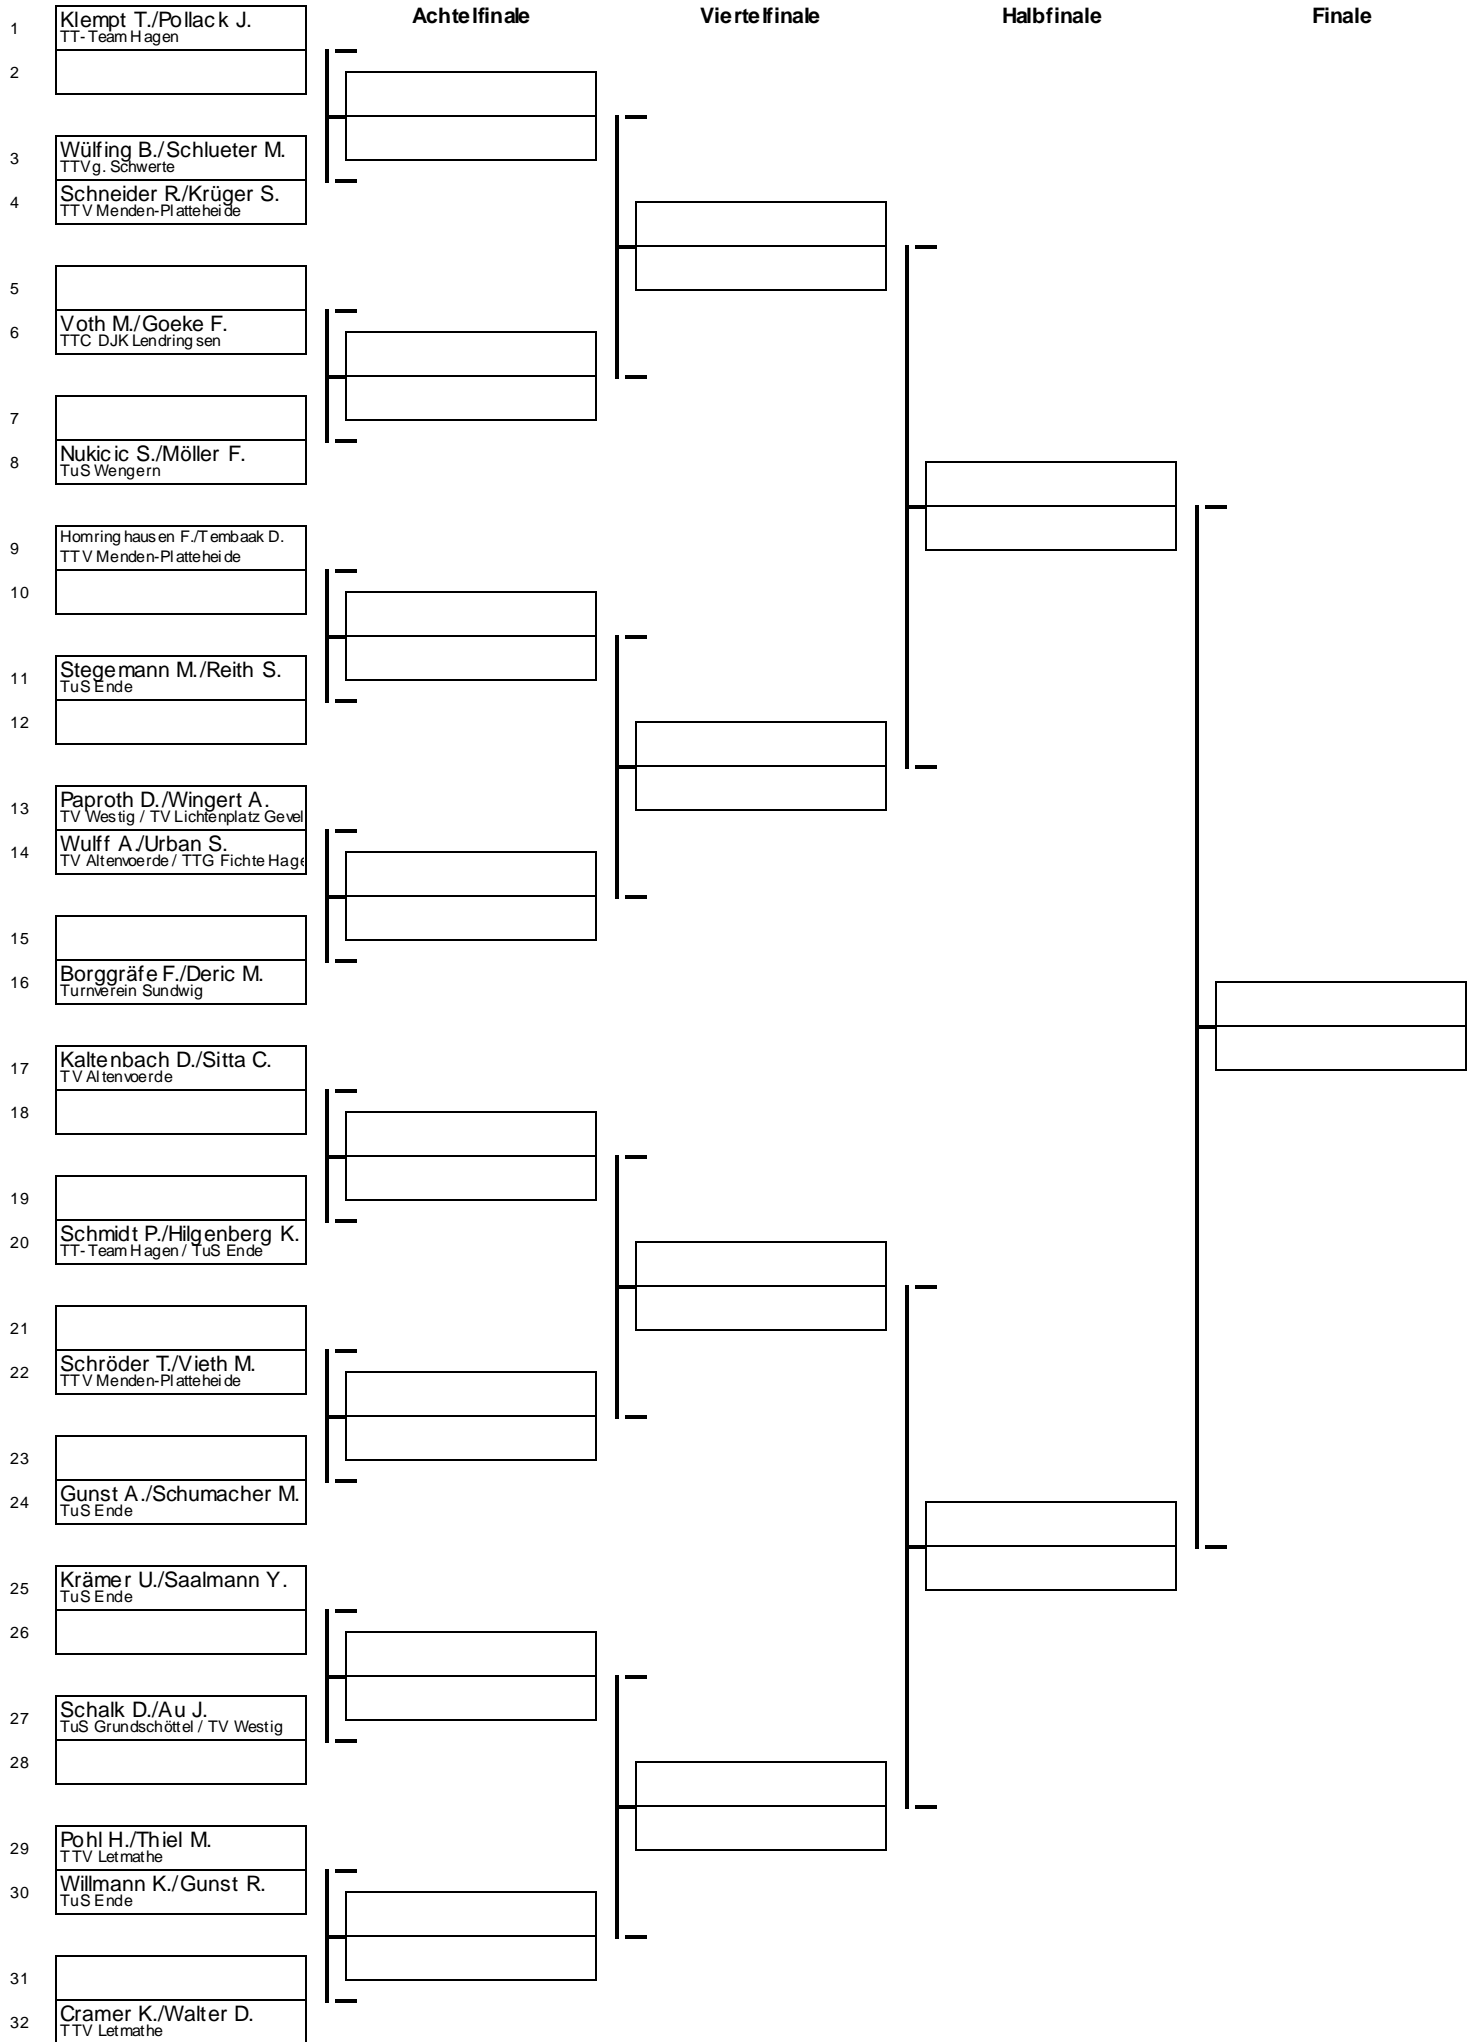 Achtelfinale Viertelfinale Halbfinale Finale
1 Klempt T./Pollack J.
TT-Team Hagen
2
3 Wülfing B./Schlueter M.
TTVg. Schwerte
4 Schneider R./Krüger S.
TTV Menden-Platteheide
5
6 Voth M./Goeke F.
TTC DJK Lendringsen
7
8 Nukicic S./Möller F.
TuS Wengern
9 Homringhausen F./Tembaak D.
TTV Menden-Platteheide
10
11 Stegemann M./Reith S.
TuS Ende
12
13 Paproth D./Wingert A.
TV Westig / TV Lichtenplatz Gevel
14 Wulff A./Urban S.
TV Altenvoerde / TTG Fichte Hage
15
16 Borggräfe F./Deric M.
Turnverein Sundwig
17 Kaltenbach D./Sitta C.
TV Altenvoerde
18
19
20 Schmidt P./Hilgenberg K.
TT-Team Hagen / TuS Ende
21
22 Schröder T./Vieth M.
TTV Menden-Platteheide
23
24 Gunst A./Schumacher M.
TuS Ende
25 Krämer U./Saalmann Y.
TuS Ende
26
27 Schalk D./Au J.
TuS Grundschöttel / TV Westig
28
29 Pohl H./Thiel M.
TTV Letmathe
30 Willmann K./Gunst R.
TuS Ende
31
32 Cramer K./Walter D.
TTV Letmathe